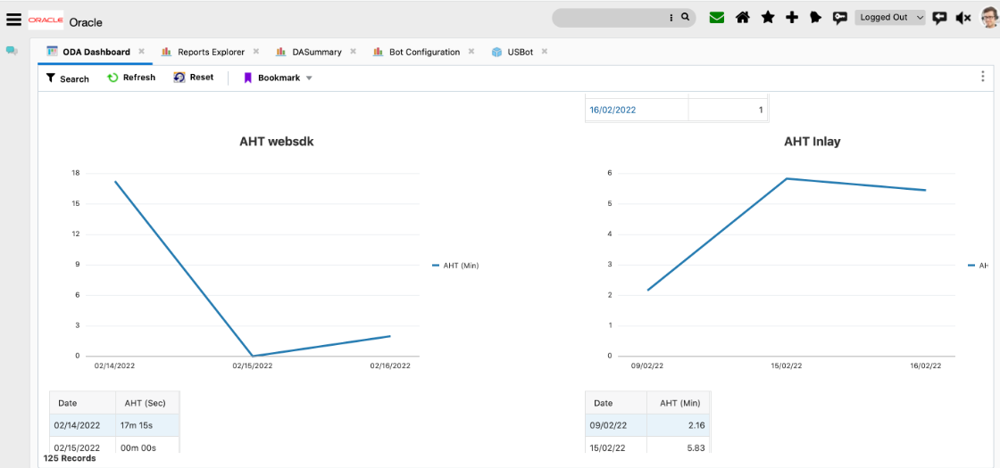 ORACLE Oracle
Logged Out
ODA Dashboard Reports Explorer DASummary Bot Configuration USBot
Search Refresh Reset Bookmark
16/02/2022 1
AHT websdk
18
15
12
9
6
3
0
02/14/2022 02/15/2022 02/16/2022
AHT (Min)
Date AHT (Sec)
02/14/2022 17m 15s
02/15/2022 00m 00s
AHT Inlay
6
5
4
3
2
1
0
09/02/22 15/02/22 16/02/22
AH
Date AHT (Min)
09/02/22 2.16
15/02/22 5.83
125 Records